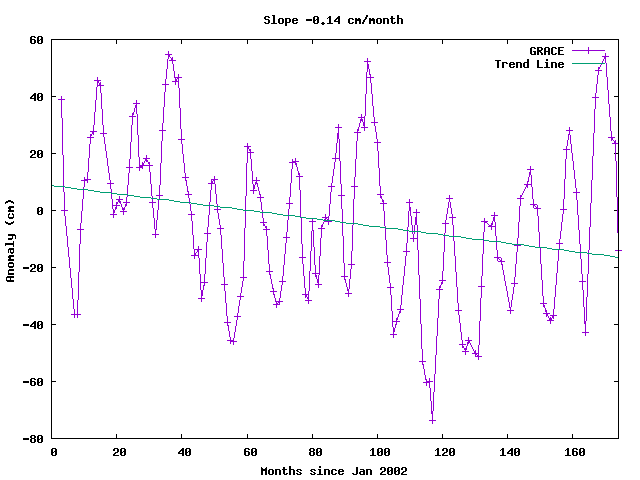 Slope -0.14 cm/month
GRACE
Trend Line
60
40
20
0
-20
-40
-60
-80
Anomaly (cm)
0 20 40 60 80 100 120 140 160
Months since Jan 2002